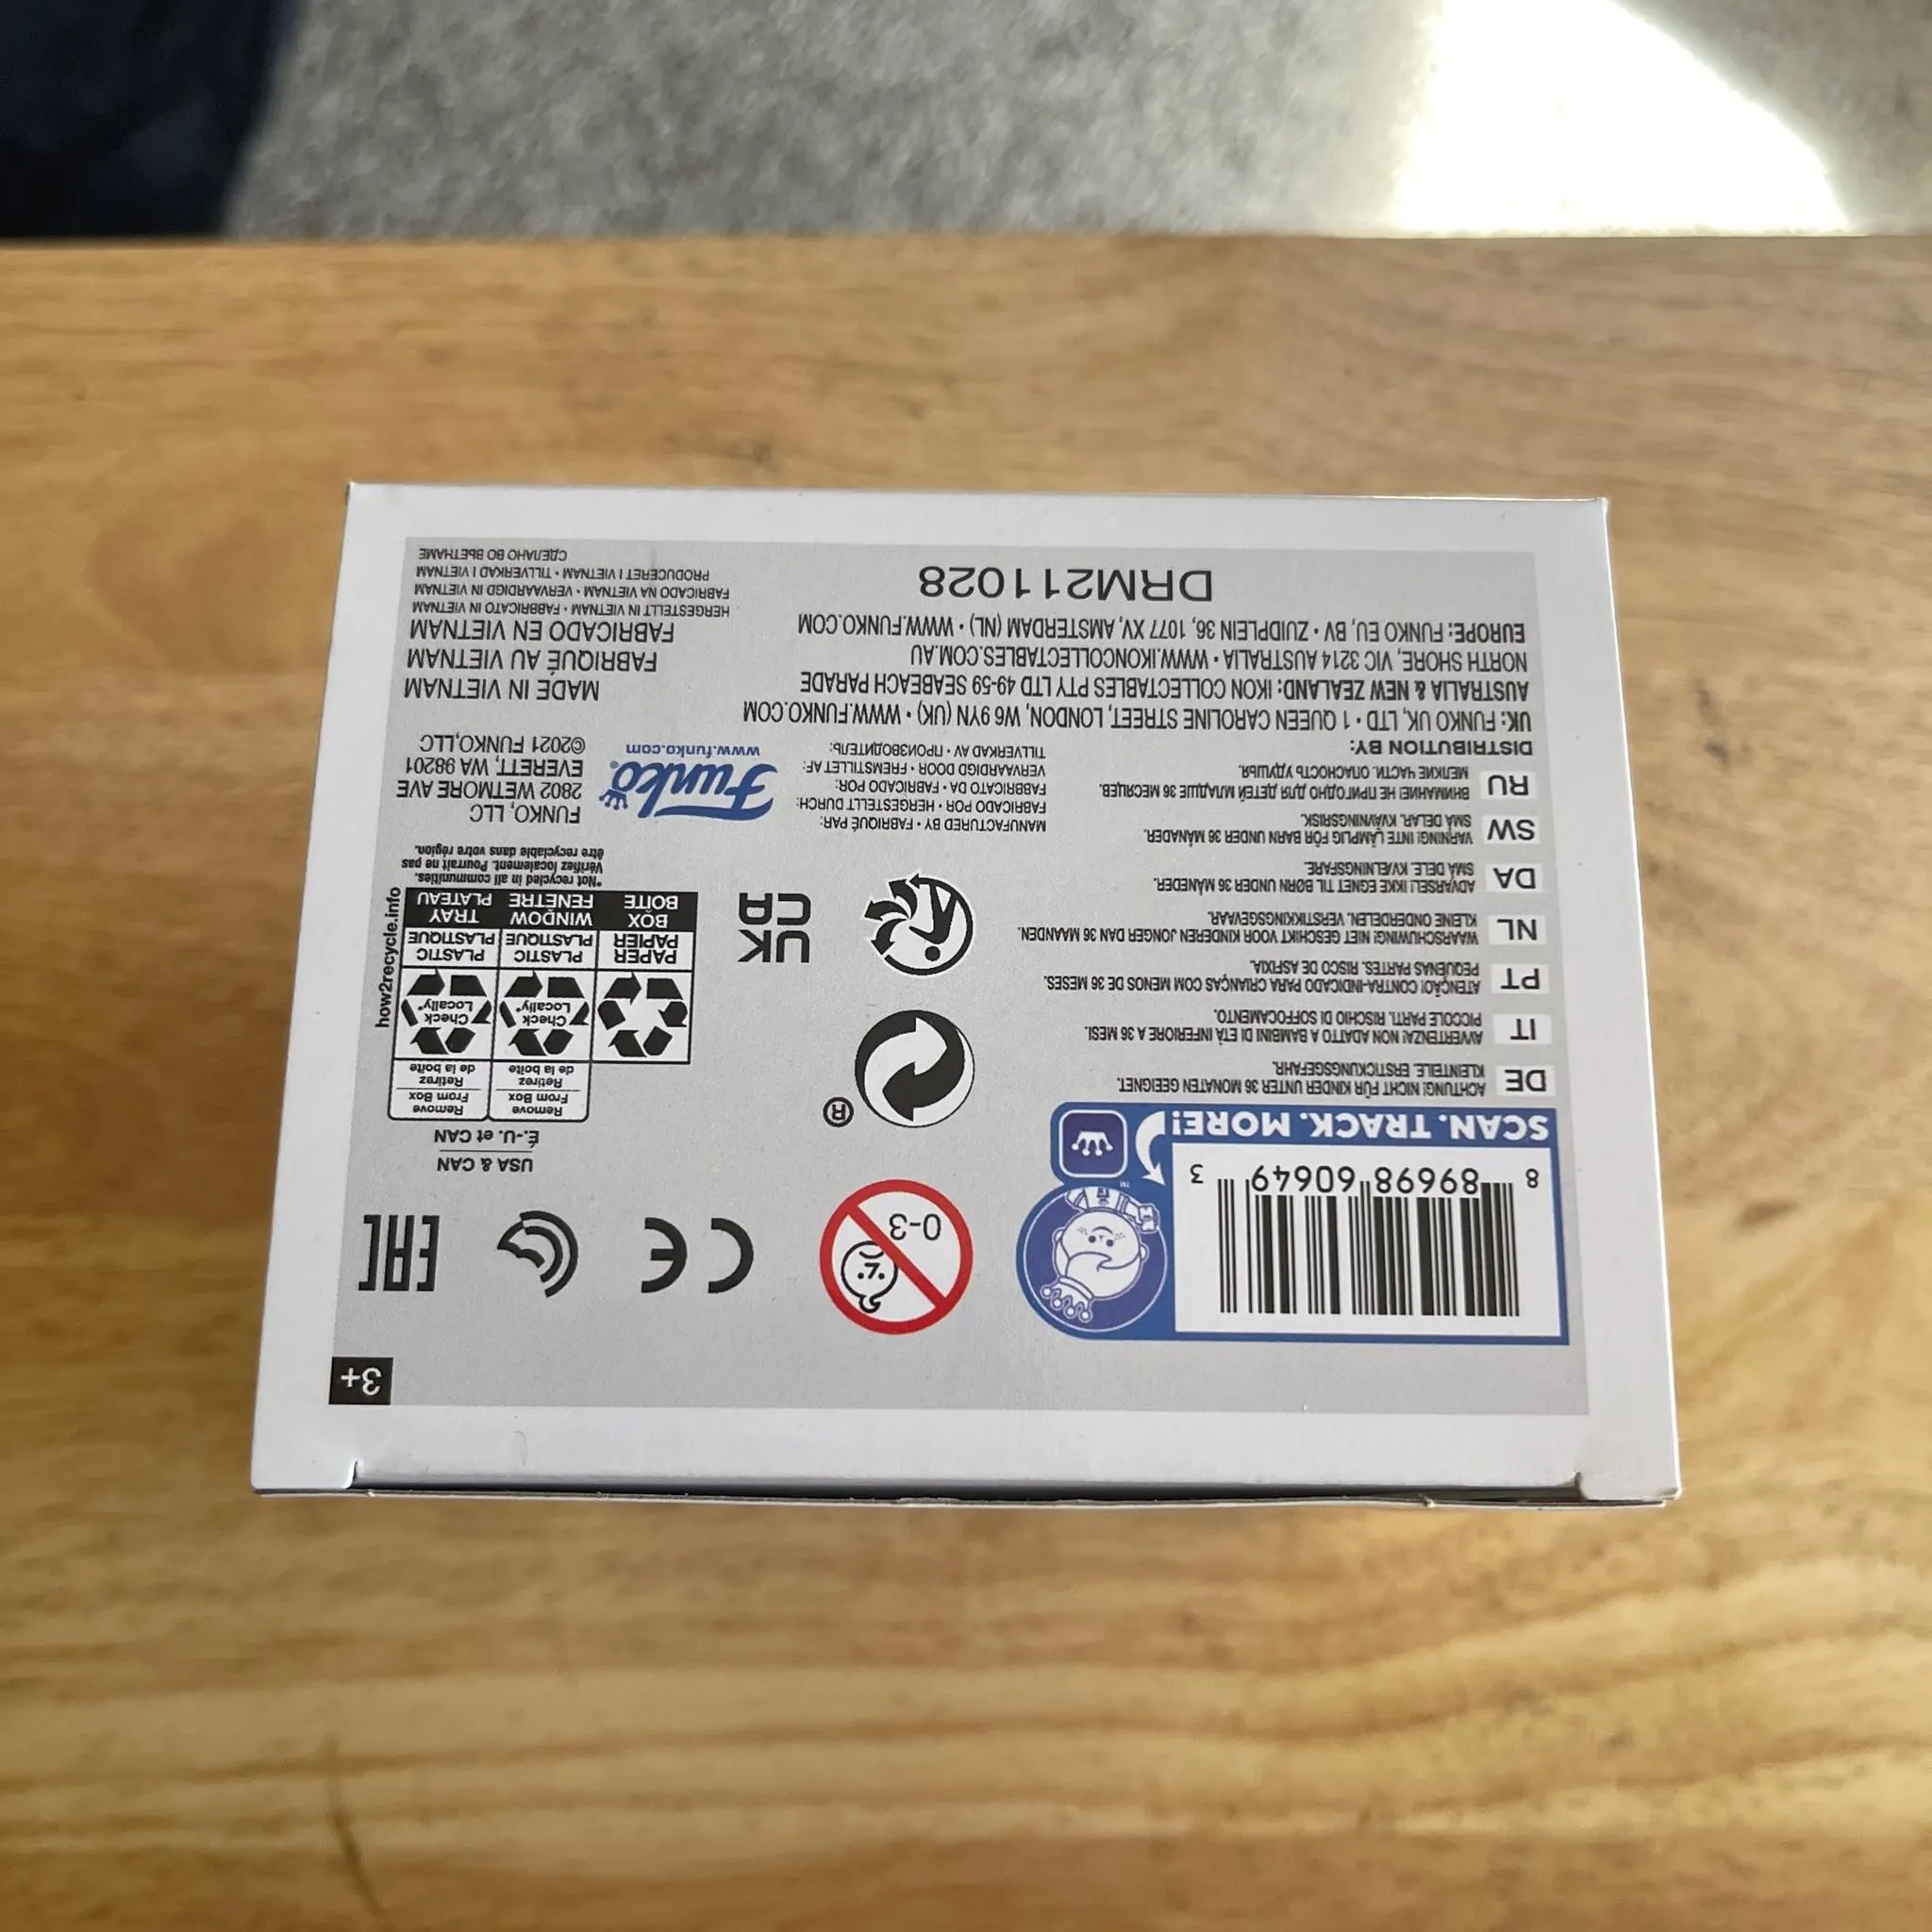 3+
8 89698 60649 3
SCAN. TRACK. MORE!
0-3
CE
EAC
USA & CAN
É.-U. et CAN
Remove From Box
Retirez de la boîte
Remove From Box
Retirez de la boîte
Check Locally*
Check Locally*
PAPER
PAPIER
PLASTIC
PLASTIQUE
PLASTIC
PLASTIQUE
BOX
BOÎTE
WINDOW
FENÊTRE
TRAY
PLATEAU
how2recycle.info
*Not recycled in all communities.
Vérifiez localement. Pourrait ne pas
être recyclable dans votre région.
®
UK
CA
DE ACHTUNG! NICHT FÜR KINDER UNTER 36 MONATEN GEEIGNET.
KLEINTEILE. ERSTICKUNGSGEFAHR.
IT AVVERTENZA! NON ADATTO A BAMBINI DI ETÀ INFERIORE A 36 MESI.
PICCOLE PARTI. RISCHIO DI SOFFOCAMENTO.
PT ATENÇÃO! CONTRA-INDICADO PARA CRIANÇAS COM MENOS DE 36 MESES.
PEQUENAS PARTES. RISCO DE ASFIXIA.
NL WAARSCHUWING! NIET GESCHIKT VOOR KINDEREN JONGER DAN 36 MAANDEN.
KLEINE ONDERDELEN. VERSTIKKINGSGEVAAR.
DA ADVARSEL! IKKE EGNET TIL BØRN UNDER 36 MÅNEDER.
SMÅ DELE. KVÆLNINGSFARE.
SW VARNING! INTE LÄMPLIG FÖR BARN UNDER 36 MÅNADER.
SMÅ DELAR. KVÄVNINGSRISK.
RU ВНИМАНИЕ! НЕ ПРИГОДНО ДЛЯ ДЕТЕЙ МЛАДШЕ 36 МЕСЯЦЕВ.
МЕЛКИЕ ЧАСТИ. ОПАСНОСТЬ УДУШЬЯ.
MANUFACTURED BY • FABRIQUÉ PAR:
FABRICADO POR • HERGESTELLT DURCH:
FABBRICATO DA • FABRICADO POR:
VERVAARDIGD DOOR • FREMSTILLET AF:
TILLVERKAD AV • ПРОИЗВОДИТЕЛЬ:
Funko®
www.funko.com
FUNKO, LLC
2802 WETMORE AVE
EVERETT, WA 98201
©2021 FUNKO,LLC
DISTRIBUTION BY:
UK: FUNKO UK, LTD • 1 QUEEN CAROLINE STREET, LONDON, W6 9YN (UK) • WWW.FUNKO.COM
AUSTRALIA & NEW ZEALAND: IKON COLLECTABLES PTY LTD 49-59 SEABEACH PARADE
NORTH SHORE, VIC 3214 AUSTRALIA • WWW.IKONCOLLECTABLES.COM.AU
EUROPE: FUNKO EU, BV • ZUIDPLEIN 36, 1077 XV, AMSTERDAM (NL) • WWW.FUNKO.COM
DRM211028
MADE IN VIETNAM
FABRIQUÉ AU VIETNAM
FABRICADO EN VIETNAM
HERGESTELLT IN VIETNAM • FABBRICATO IN VIETNAM
FABRICADO NA VIETNAM • VERVAARDIGD IN VIETNAM
PRODUCERET I VIETNAM • TILLVERKAD I VIETNAM
СДЕЛАНО ВО ВЬЕТНАМЕ